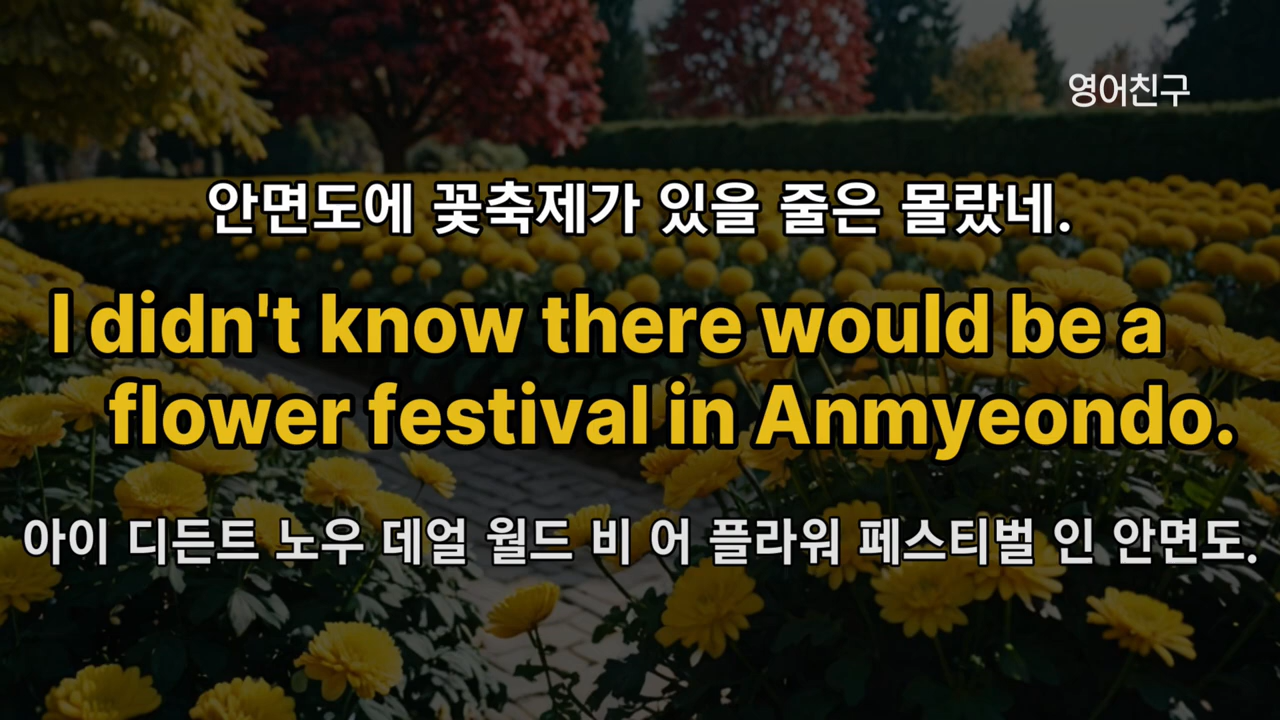 영어친구
안면도에 꽃축제가 있을 줄은 몰랐네.
I didn't know there would be a
flower festival in Anmyeondo.
아이 디든트 노우 데얼 월드 비 어 플라워 페스티벌 인 안면도.